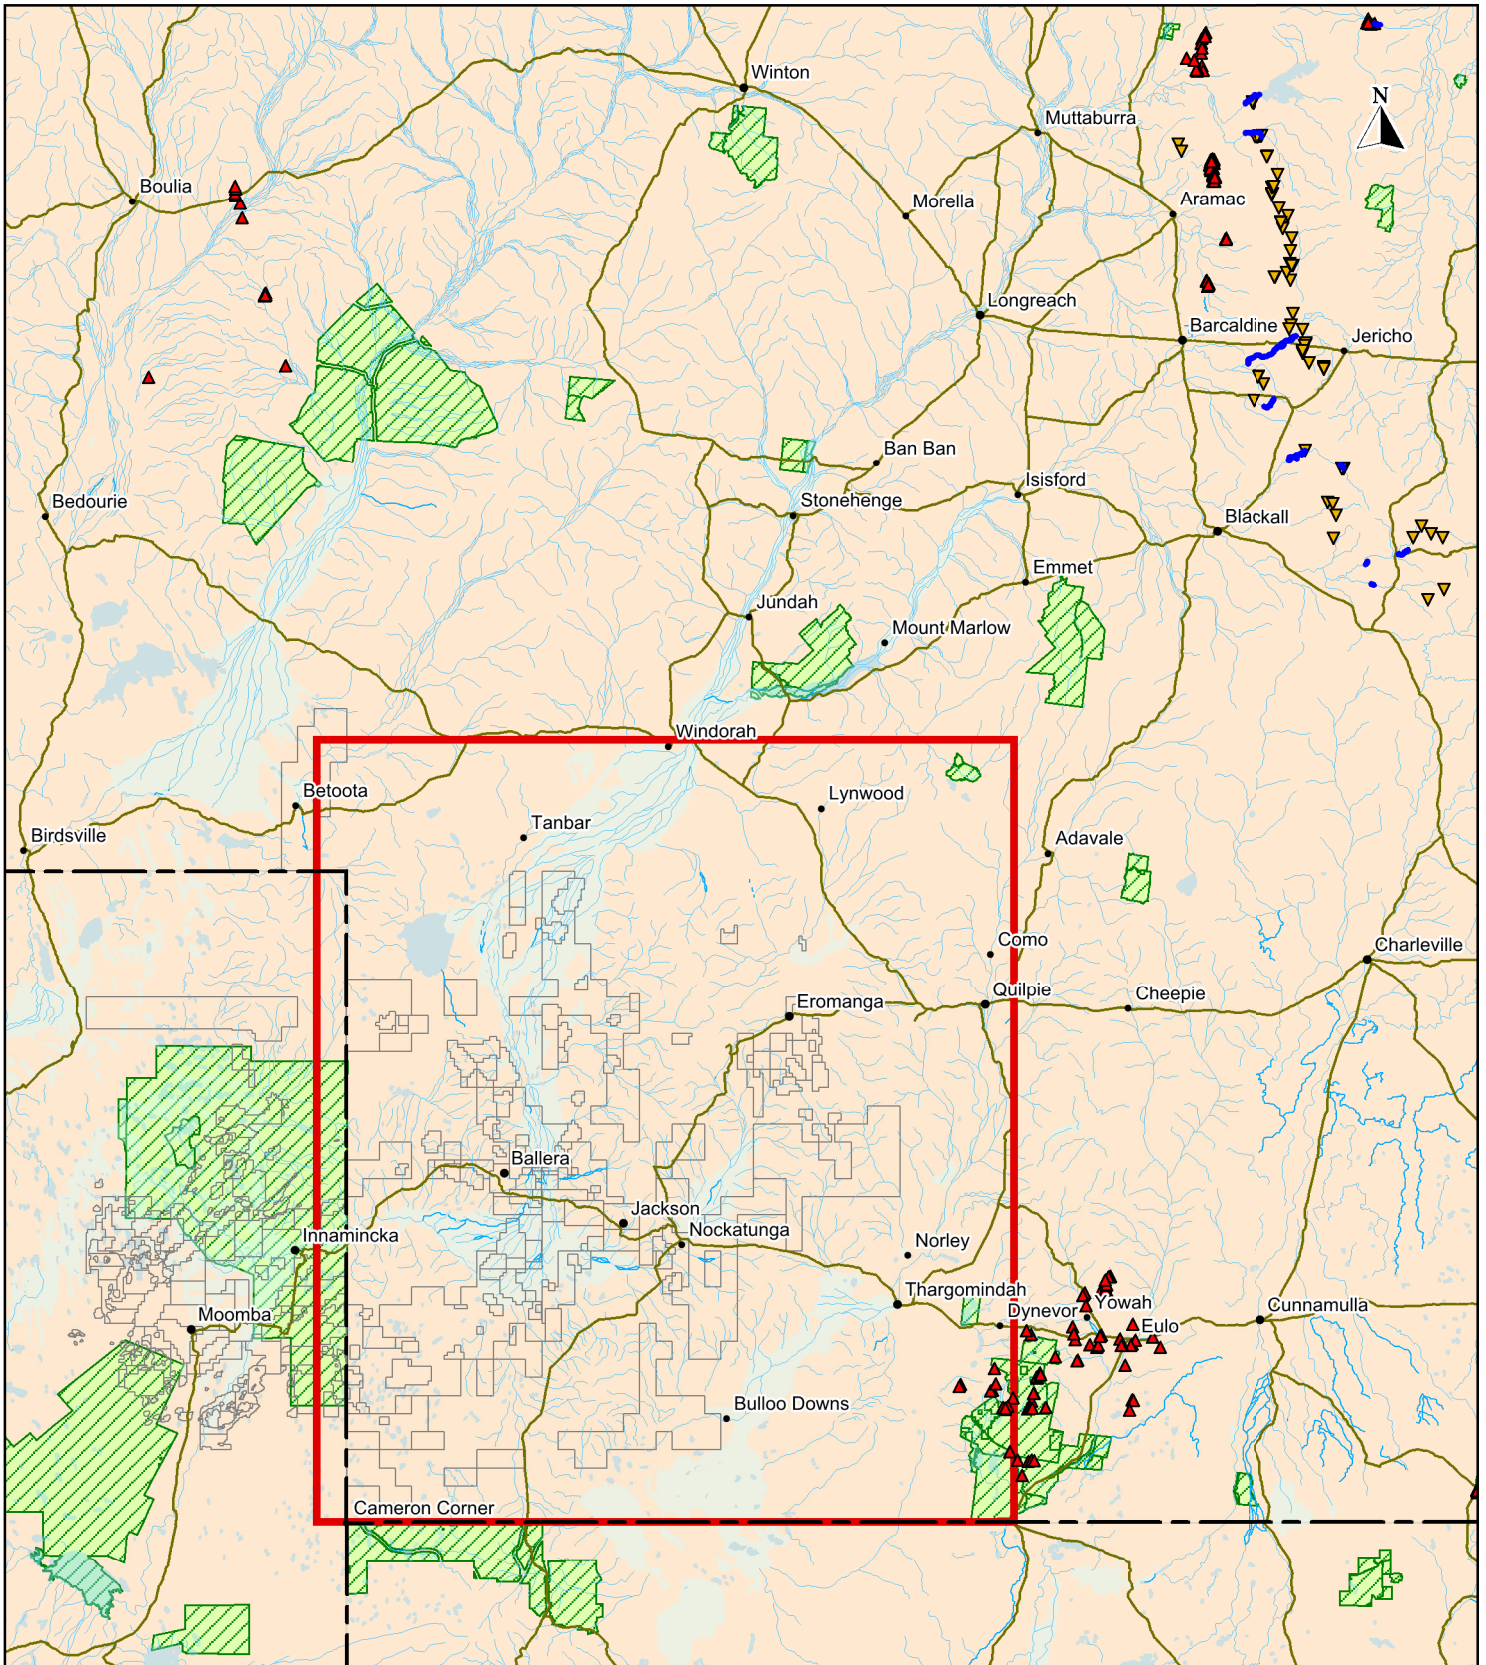 Winton
N
Muttaburra
Boulia
Morella
Aramac
Longreach
Barcaldine
Jericho
Ban Ban
Isisford
Bedourie
Stonehenge
Blackall
Emmet
Jundah
Mount Marlow
Windorah
Betoota
Lynwood
Tanbar
Birdsville
Adavale
Como
Charleville
Quilpie
Cheepie
Eromanga
Ballera
Jackson
Nockatunga
Innamincka
Norley
Thargomindah
Moomba
Dynevor
Yowah
Cunnamulla
Eulo
Bulloo Downs
Cameron Corner